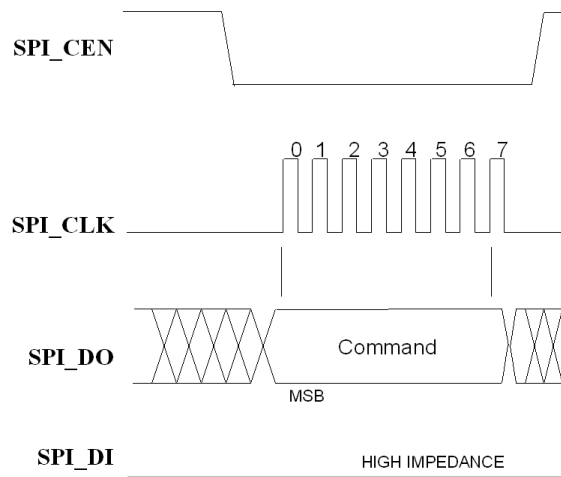 SPI_CEN
0 1 2 3 4 5 6 7
SPI_CLK
SPI_DO
Command
MSB
SPI_DI
HIGH IMPEDANCE